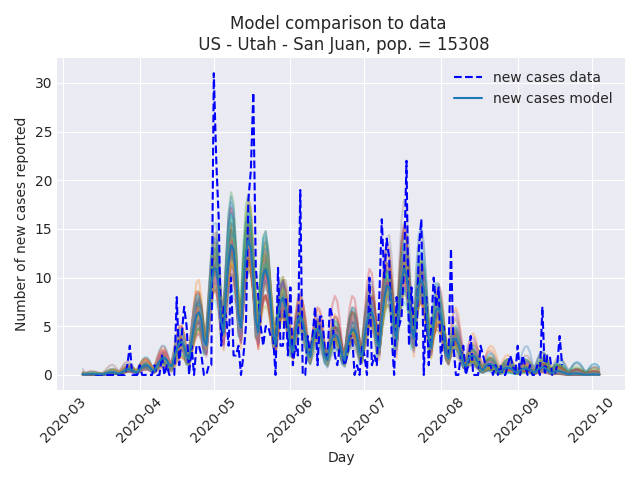 Model comparison to data
US - Utah - San Juan, pop. = 15308
new cases data
new cases model
Number of new cases reported
30
25
20
15
10
5
0
2020-03
2020-04
2020-05
2020-06
2020-07
2020-08
2020-09
2020-10
Day